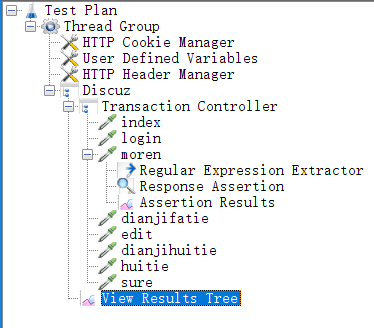 Test Plan
Thread Group
HTTP Cookie Manager
User Defined Variables
HTTP Header Manager
Discuz
Transaction Controller
index
login
moren
Regular Expression Extractor
Response Assertion
Assertion Results
dianjifatie
edit
dianjihuitie
huitie
sure
View Results Tree